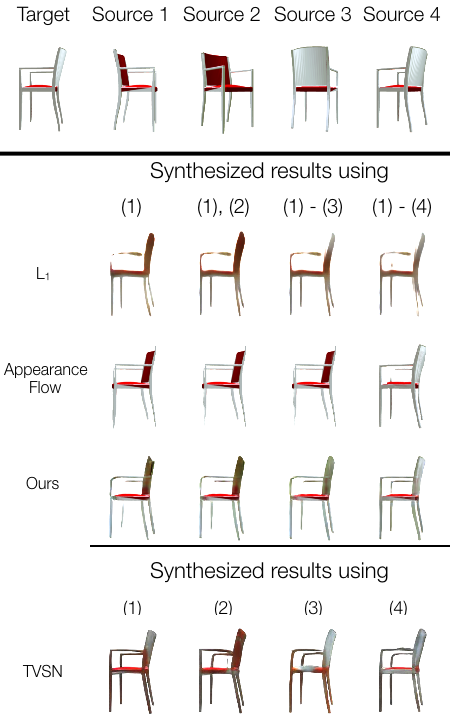 Target Source 1 Source 2 Source 3 Source 4
Synthesized results using
(1) (1), (2) (1) - (3) (1) - (4)
L₁
Appearance
Flow
Ours
Synthesized results using
(1) (2) (3) (4)
TVSN